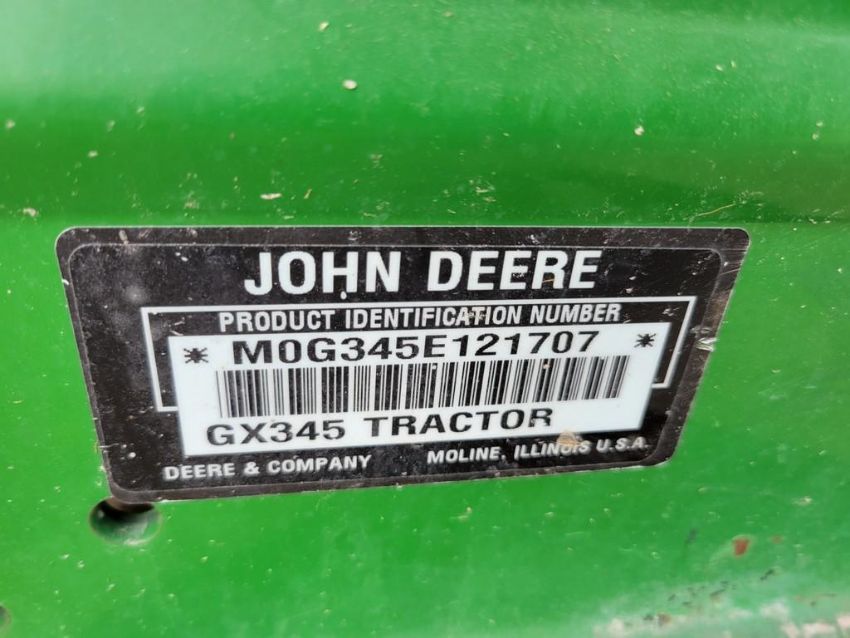 JOHN DEERE
PRODUCT IDENTIFICATION NUMBER
* M0G345E121707 *
GX345 TRACTOR
DEERE & COMPANY MOLINE, ILLINOIS U.S.A.